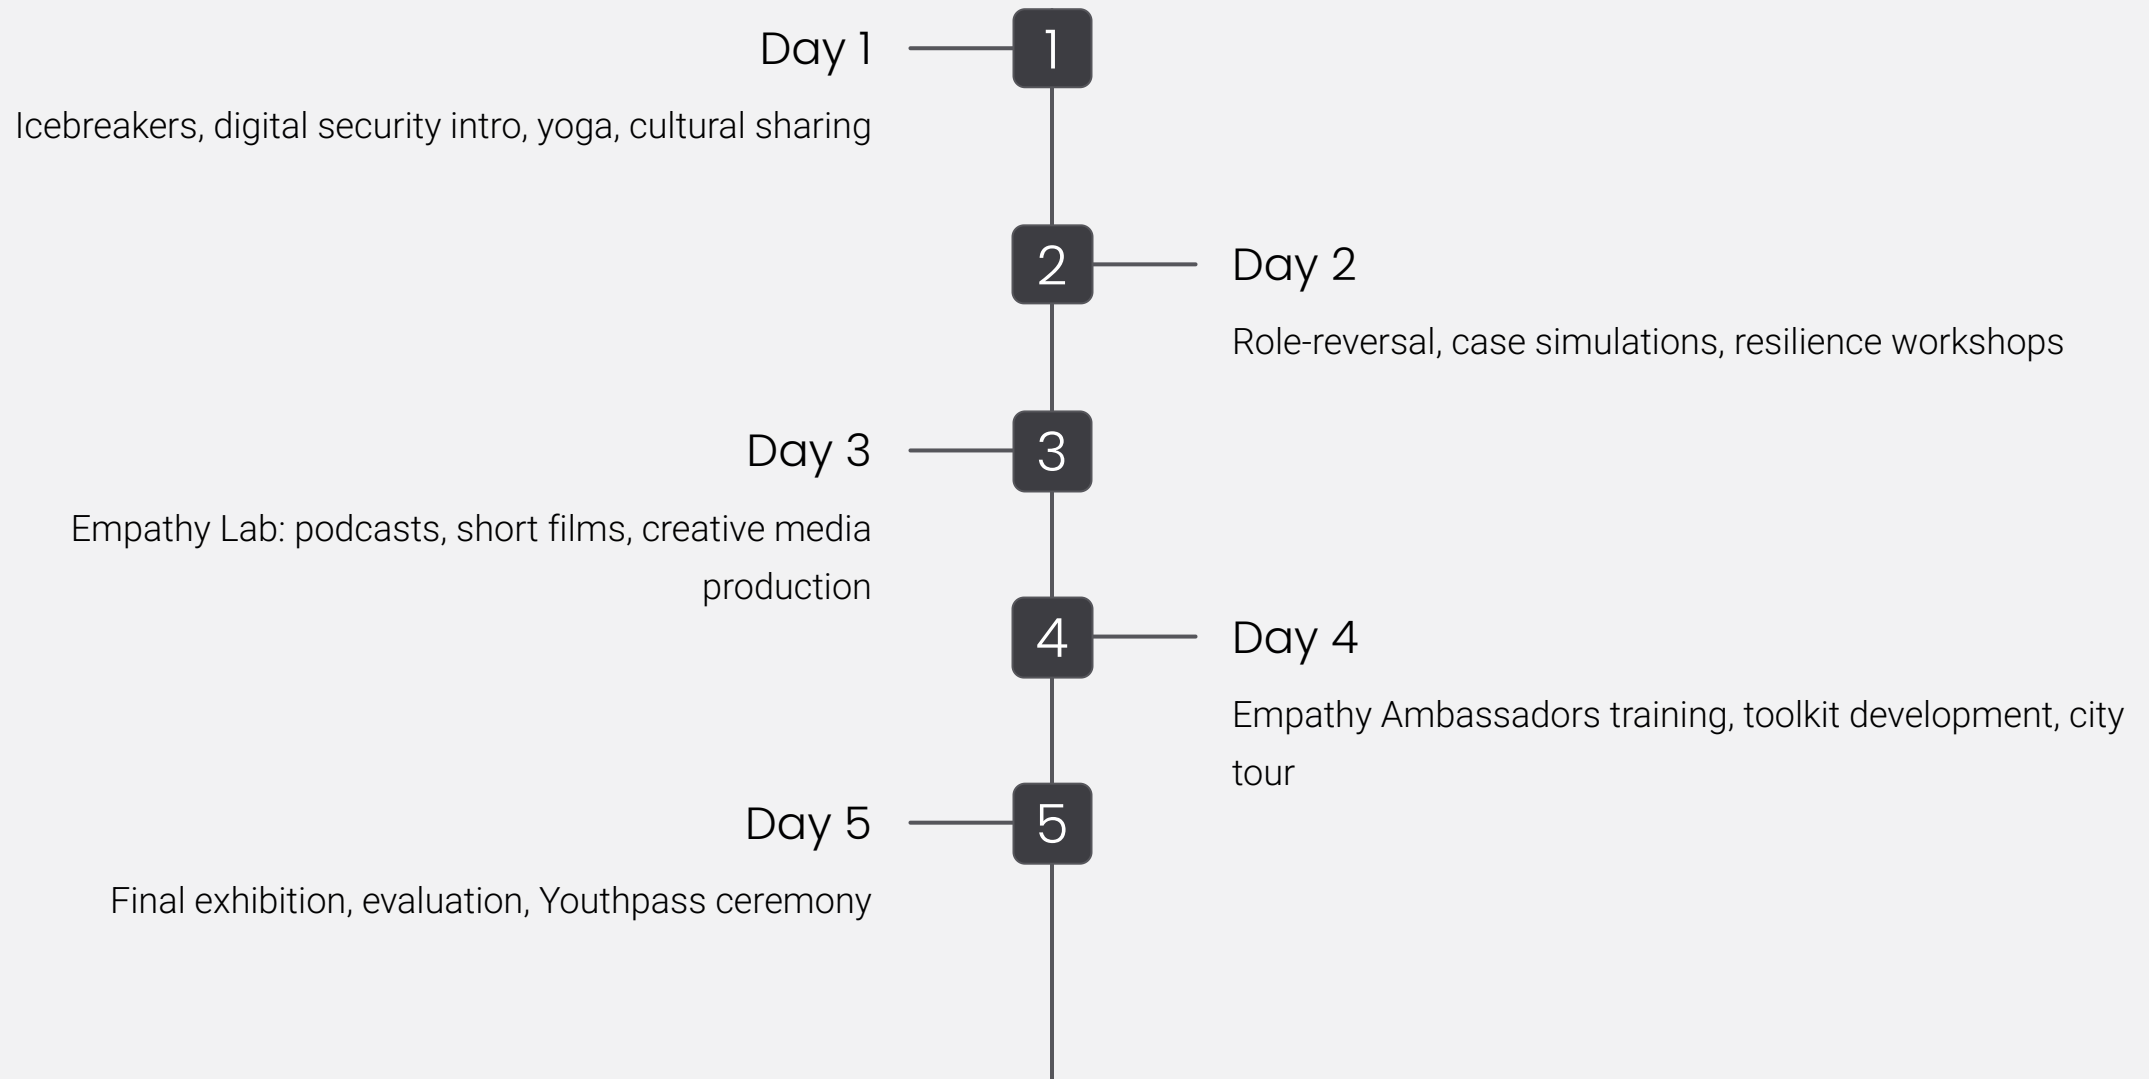 Day 1
1
Icebreakers, digital security intro, yoga, cultural sharing
2
Day 2
Role-reversal, case simulations, resilience workshops
Day 3
3
Empathy Lab: podcasts, short films, creative media
production
4
Day 4
Empathy Ambassadors training, toolkit development, city
tour
Day 5
5
Final exhibition, evaluation, Youthpass ceremony